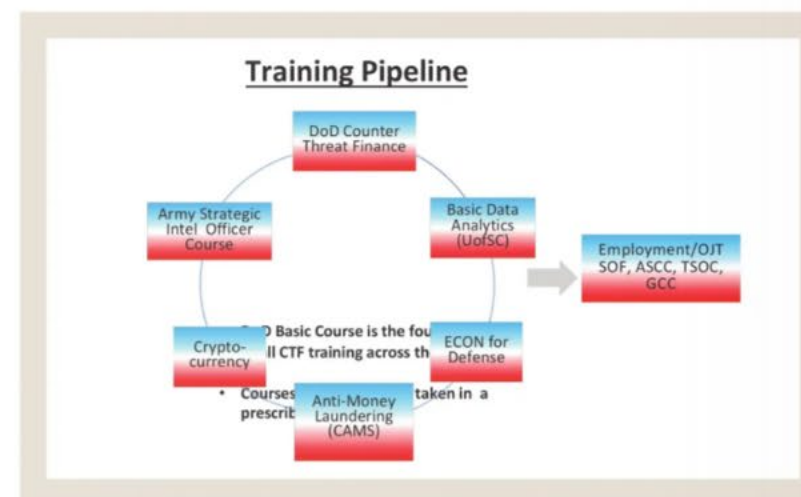 Training Pipeline
DoD Counter
Threat Finance
Basic Data
Analytics
(UofSC)
Army Strategic
Intel Officer
Course
Employment/OJT
SOF, ASCC, TSOC,
GCC
D Basic Course is the fou
ECON for
Defense
Crypto-
currency
ll CTF training across th
• Courses
taken in a
prescrib
Anti-Money
Laundering
(CAMS)